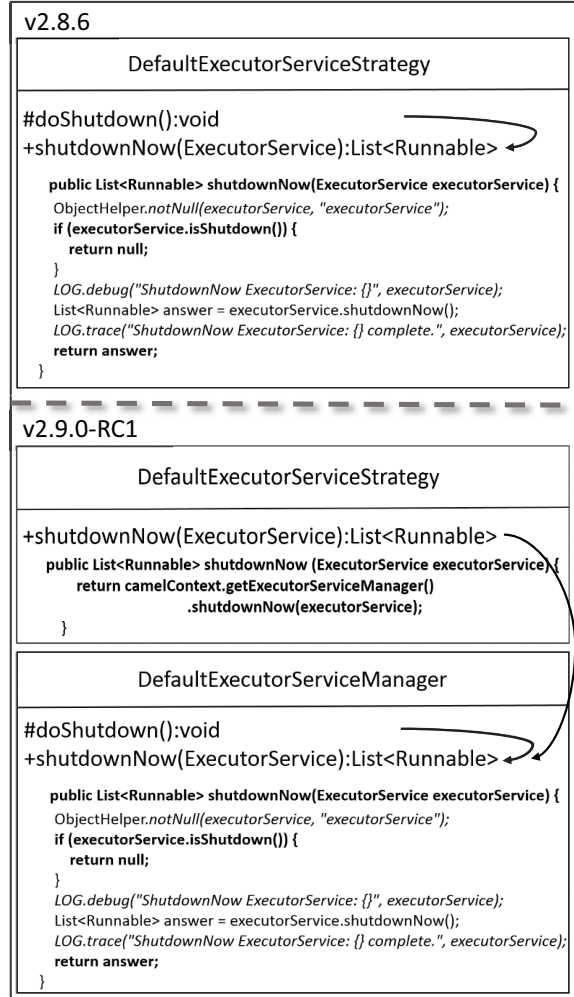 v2.8.6
DefaultExecutorServiceStrategy
#doShutdown():void
+shutdownNow(ExecutorService):List<Runnable>
public List<Runnable> shutdownNow(ExecutorService executorService) {
ObjectHelper.notNull(executorService, "executorService");
if (executorService.isShutdown()) {
return null;
}
LOG.debug("ShutdownNow ExecutorService: {}", executorService);
List<Runnable> answer = executorService.shutdownNow();
LOG.trace("ShutdownNow ExecutorService: {} complete.", executorService);
return answer;
}
v2.9.0-RC1
DefaultExecutorServiceStrategy
+shutdownNow(ExecutorService):List<Runnable>
public List<Runnable> shutdownNow (ExecutorService executorService) {
return camelContext.getExecutorServiceManager()
.shutdownNow(executorService);
}
DefaultExecutorServiceManager
#doShutdown():void
+shutdownNow(ExecutorService):List<Runnable>
public List<Runnable> shutdownNow(ExecutorService executorService) {
ObjectHelper.notNull(executorService, "executorService");
if (executorService.isShutdown()) {
return null;
}
LOG.debug("ShutdownNow ExecutorService: {}", executorService);
List<Runnable> answer = executorService.shutdownNow();
LOG.trace("ShutdownNow ExecutorService: {} complete.", executorService);
return answer;
}